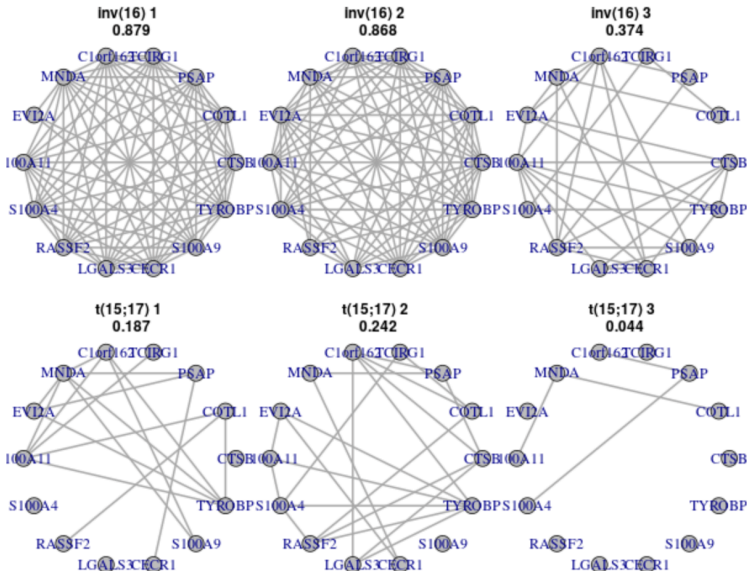 inv(16) 1
0.879
C1orf162 TCIRG1
MNDA PSAP
EVI2A COTL1
100A11 CTSB
S100A4 TYROBP
RASSF2 S100A9
LGALS3 CECR1
inv(16) 2
0.868
C1orf162 TCIRG1
MNDA PSAP
EVI2A COTL1
100A11 CTSB
S100A4 TYROBP
RASSF2 S100A9
LGALS3 CECR1
inv(16) 3
0.374
C1orf162 TCIRG1
MNDA PSAP
EVI2A COTL1
100A11 CTSB
S100A4 TYROBP
RASSF2 S100A9
LGALS3 CECR1
t(15;17) 1
0.187
C1orf162 TCIRG1
MNDA PSAP
EVI2A COTL1
100A11 CTSB
S100A4 TYROBP
RASSF2 S100A9
LGALS3 CECR1
t(15;17) 2
0.242
C1orf162 TCIRG1
MNDA PSAP
EVI2A COTL1
100A11 CTSB
S100A4 TYROBP
RASSF2 S100A9
LGALS3 CECR1
t(15;17) 3
0.044
C1orf162 TCIRG1
MNDA PSAP
EVI2A COTL1
100A11 CTSB
S100A4 TYROBP
RASSF2 S100A9
LGALS3 CECR1